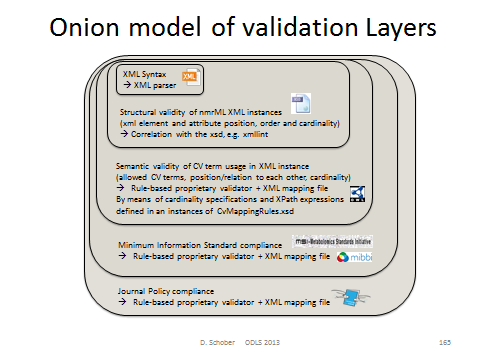 Onion model of validation Layers
XML Syntax
→ XML parser
XML
Structural validity of nmrML XML instances
(xml element and attribute position, order and cardinality)
→ Correlation with the xsd, e.g. xmllint
Semantic validity of CV term usage in XML instance
(allowed CV terms, position/relation to each other, cardinality)
→ Rule-based proprietary validator + XML mapping file
By means of cardinality specifications and XPath expressions
defined in an instances of CvMappingRules.xsd
Minimum Information Standard compliance
Metabolomics Standards Initiative
→ Rule-based proprietary validator + XML mapping file
mibbi
Journal Policy compliance
→ Rule-based proprietary validator + XML mapping file
D. Schober ODLS 2013
165